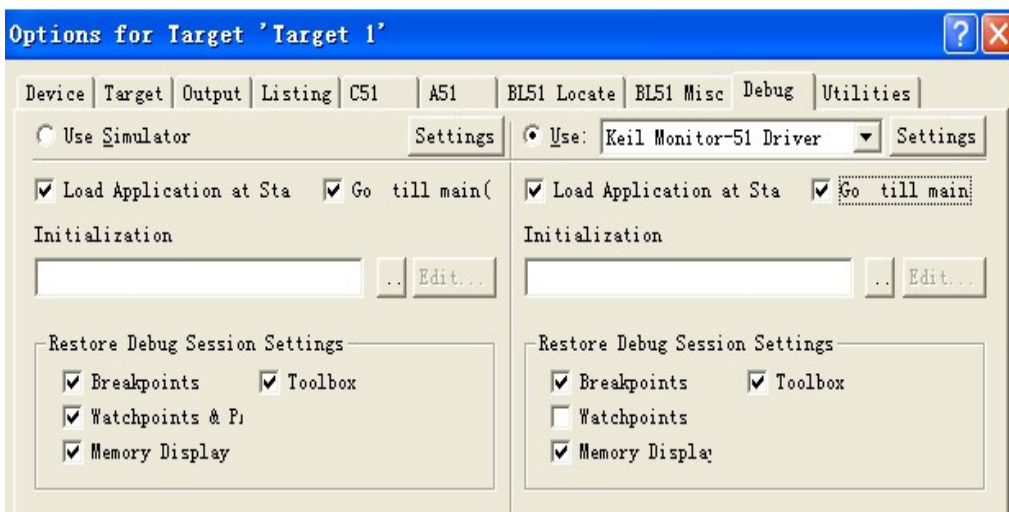 Options for Target 'Target 1'
Device Target Output Listing C51 A51 BL51 Locate BL51 Misc Debug Utilities
Use Simulator Settings Use: Keil Monitor-51 Driver Settings
Load Application at Sta Go till main( Load Application at Sta Go till main
Initialization Initialization
.. Edit... .. Edit...
Restore Debug Session Settings Restore Debug Session Settings
Breakpoints Toolbox Breakpoints Toolbox
Watchpoints & P Watchpoints
Memory Display Memory Displa